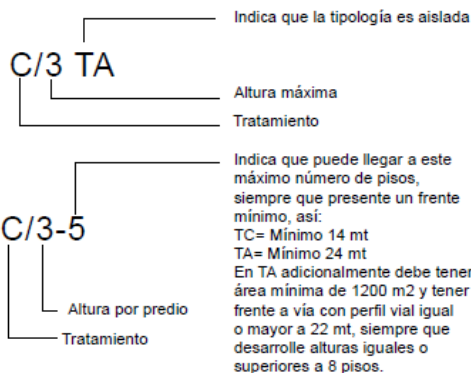 Indica que la tipología es aislada
C/3 TA
Altura máxima
Tratamiento
Indica que puede llegar a este
máximo número de pisos,
siempre que presente un frente
mínimo, así:
TC= Mínimo 14 mt
TA= Mínimo 24 mt
En TA adicionalmente debe tener
área mínima de 1200 m2 y tener
frente a vía con perfil vial igual
o mayor a 22 mt, siempre que
desarrolle alturas iguales o
superiores a 8 pisos.
C/3-5
Altura por predio
Tratamiento